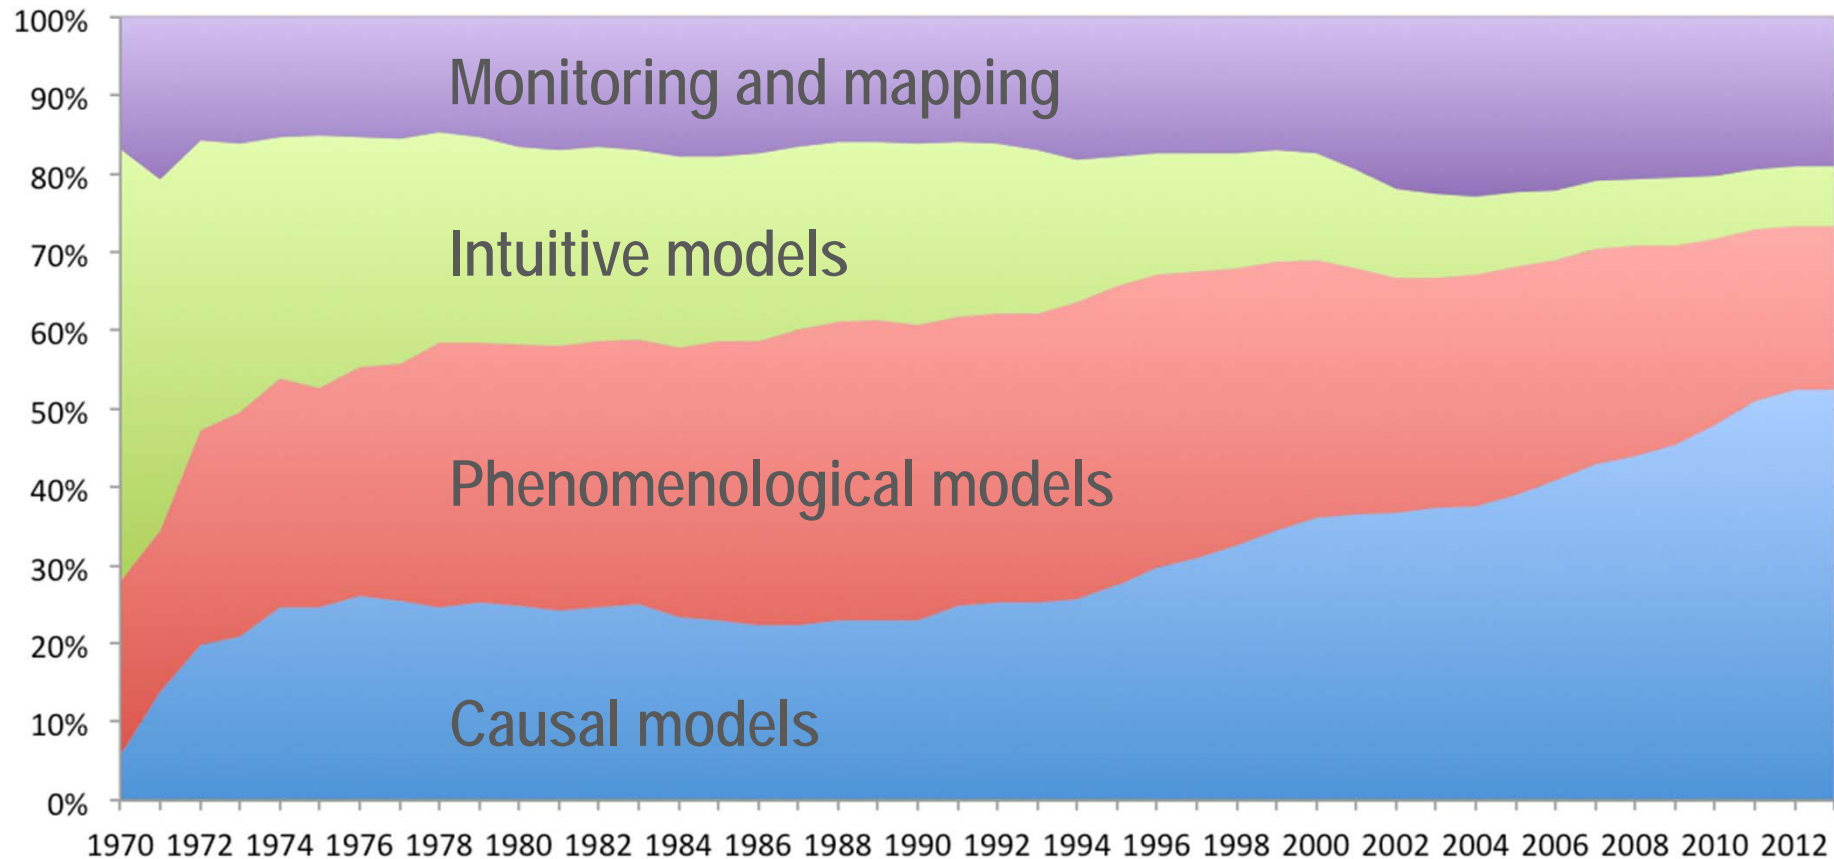 100%
90%
80%
70%
60%
50%
40%
30%
20%
10%
0%
Monitoring and mapping
Intuitive models
Phenomenological models
Causal models
1970 1972 1974 1976 1978 1980 1982 1984 1986 1988 1990 1992 1994 1996 1998 2000 2002 2004 2006 2008 2010 2012